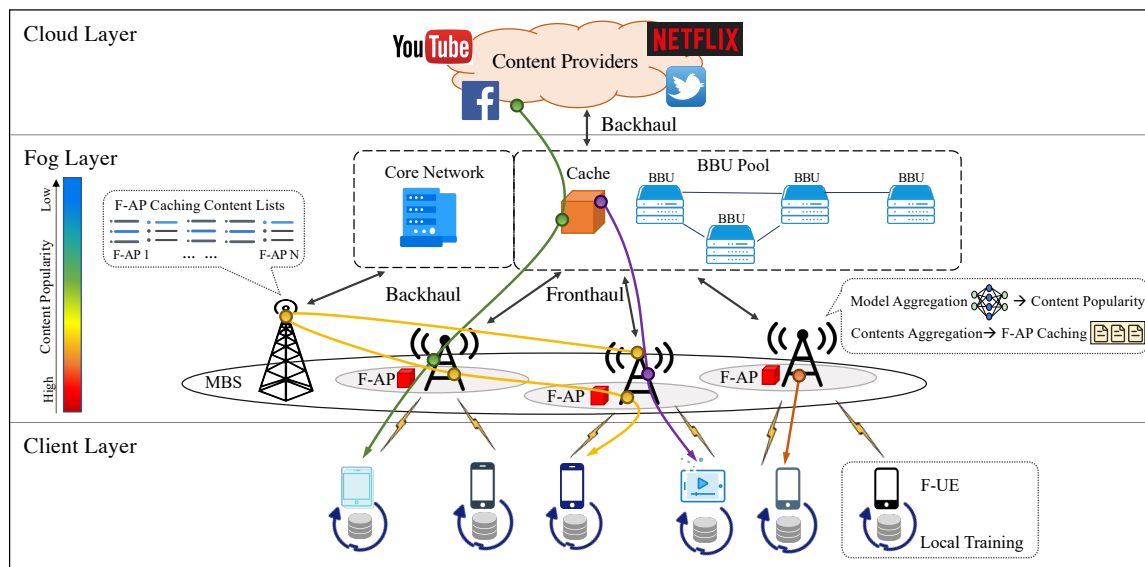 Cloud Layer
YouTube
NETFLIX
Content Providers
Backhaul
Fog Layer
Low
Content Popularity
High
F-AP Caching Content Lists
F-AP 1
... ...
F-AP N
Core Network
Cache
BBU Pool
BBU
BBU
BBU
BBU
Backhaul
Fronthaul
Model Aggregation
Content Popularity
Contents Aggregation
F-AP Caching
MBS
F-AP
F-AP
F-AP
Client Layer
F-UE
Local Training